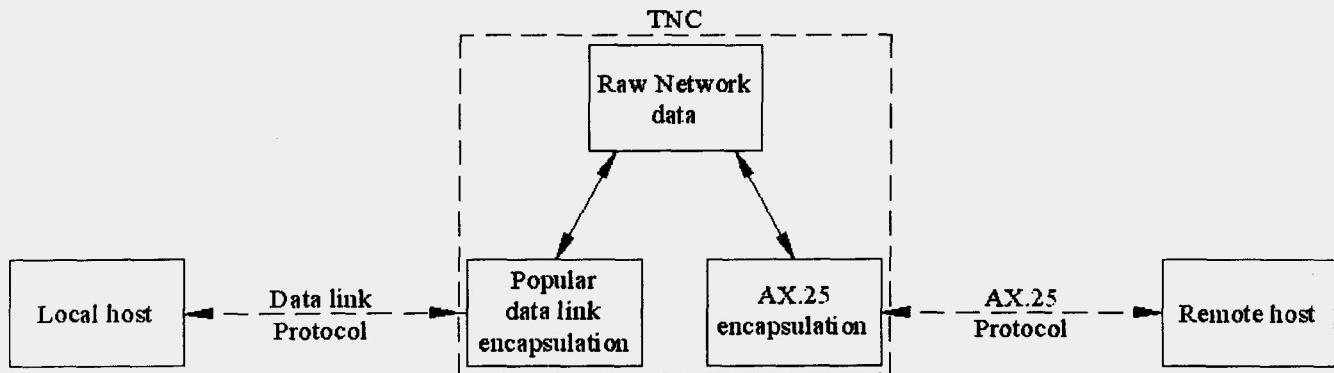 TNC
Raw Network
data
Local host
Data link
Protocol
Popular
data link
encapsulation
AX.25
encapsulation
AX.25
Protocol
Remote host